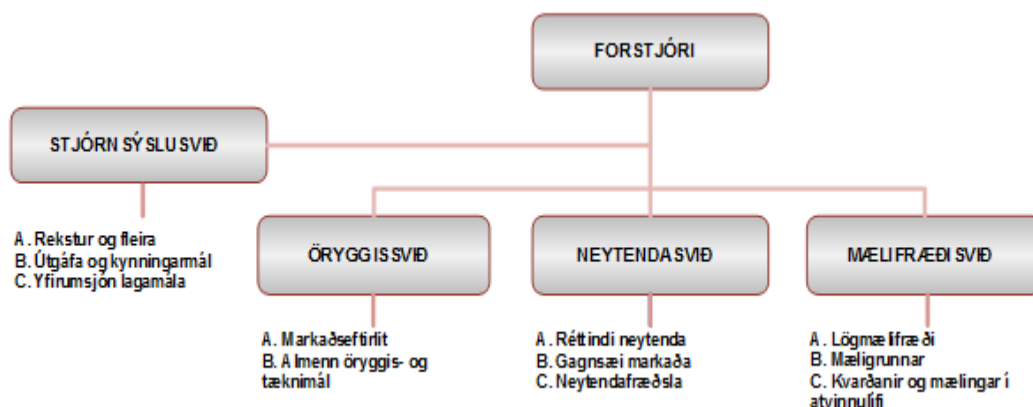 FORSTJÓRI
STJÓRNSÝSLUSVIÐ
A. Rekstur og fleira
B. Útgáfa og kynningarmál
C. Yfirumsjón lagamála
ÖRYGGISSVIÐ
A. Markaðseftirlit
B. Almenn öryggis- og
tæknimál
NEYTENDASVIÐ
A. Réttindi neytenda
B. Gagnsæi markaða
C. Neytendafræðsla
MÆLIFRÆÐISVIÐ
A. Lögmælifræði
B. Mæligrunnar
C. Kvarðanir og mælingar í
atvinnulífi